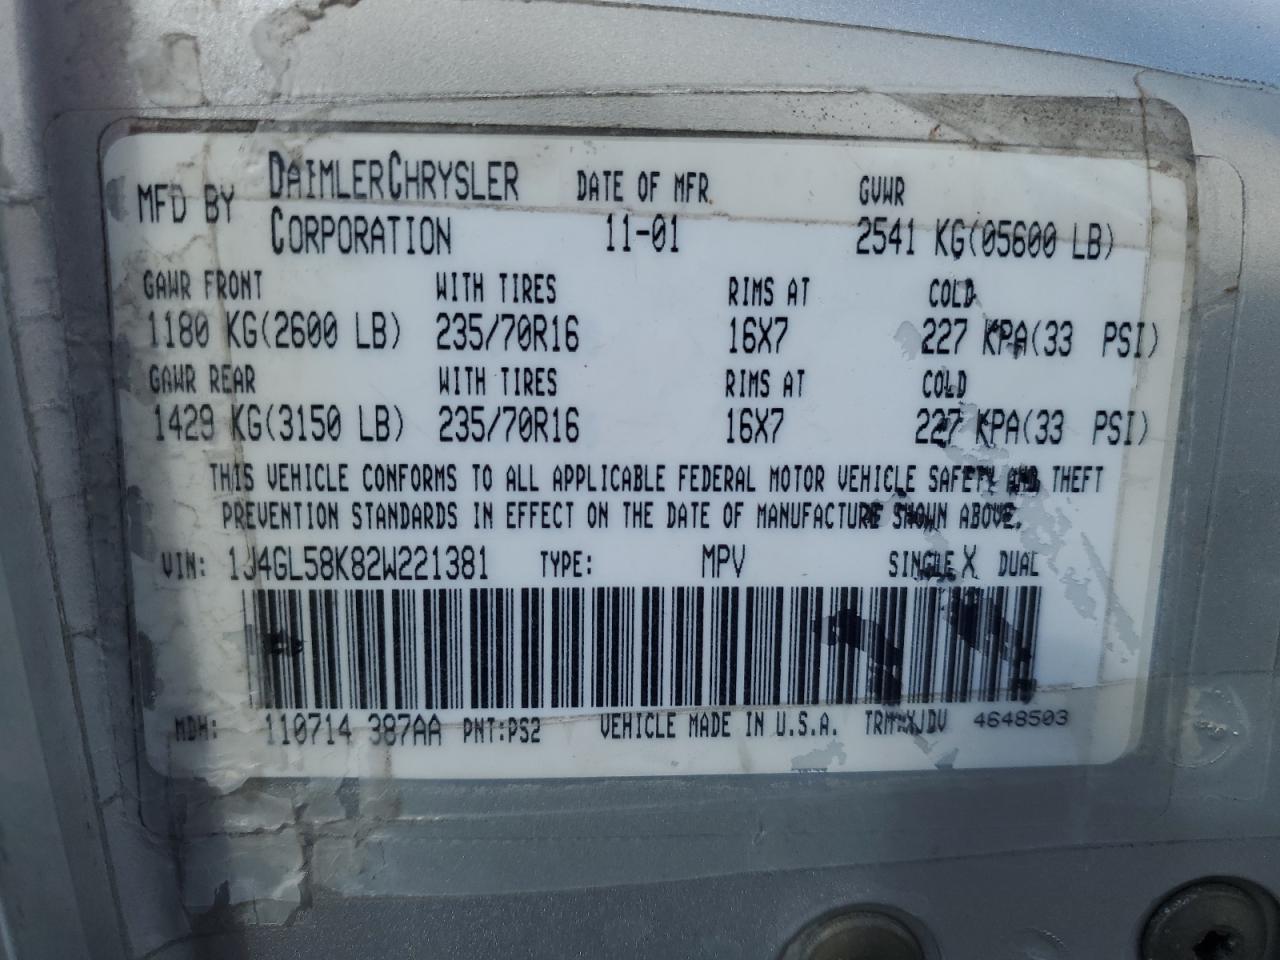 MFD BY DAIMLERCHRYSLER CORPORATION DATE OF MFR. 11-01 GVWR 2541 KG(05600 LB)
GAWR FRONT WITH TIRES RIMS AT COLD
1180 KG(2600 LB) 235/70R16 16X7 227 KPA(33 PSI)
GAWR REAR WITH TIRES RIMS AT COLD
1429 KG(3150 LB) 235/70R16 16X7 227 KPA(33 PSI)
THIS VEHICLE CONFORMS TO ALL APPLICABLE FEDERAL MOTOR VEHICLE SAFETY AND THEFT
PREVENTION STANDARDS IN EFFECT ON THE DATE OF MANUFACTURE SHOWN ABOVE.
VIN: 1J4GL58K82W221381 TYPE: MPV SINGLE X DUAL
MDH: 110714 387AA PNT:PS2 VEHICLE MADE IN U.S.A. TRM:XJDV 4648503